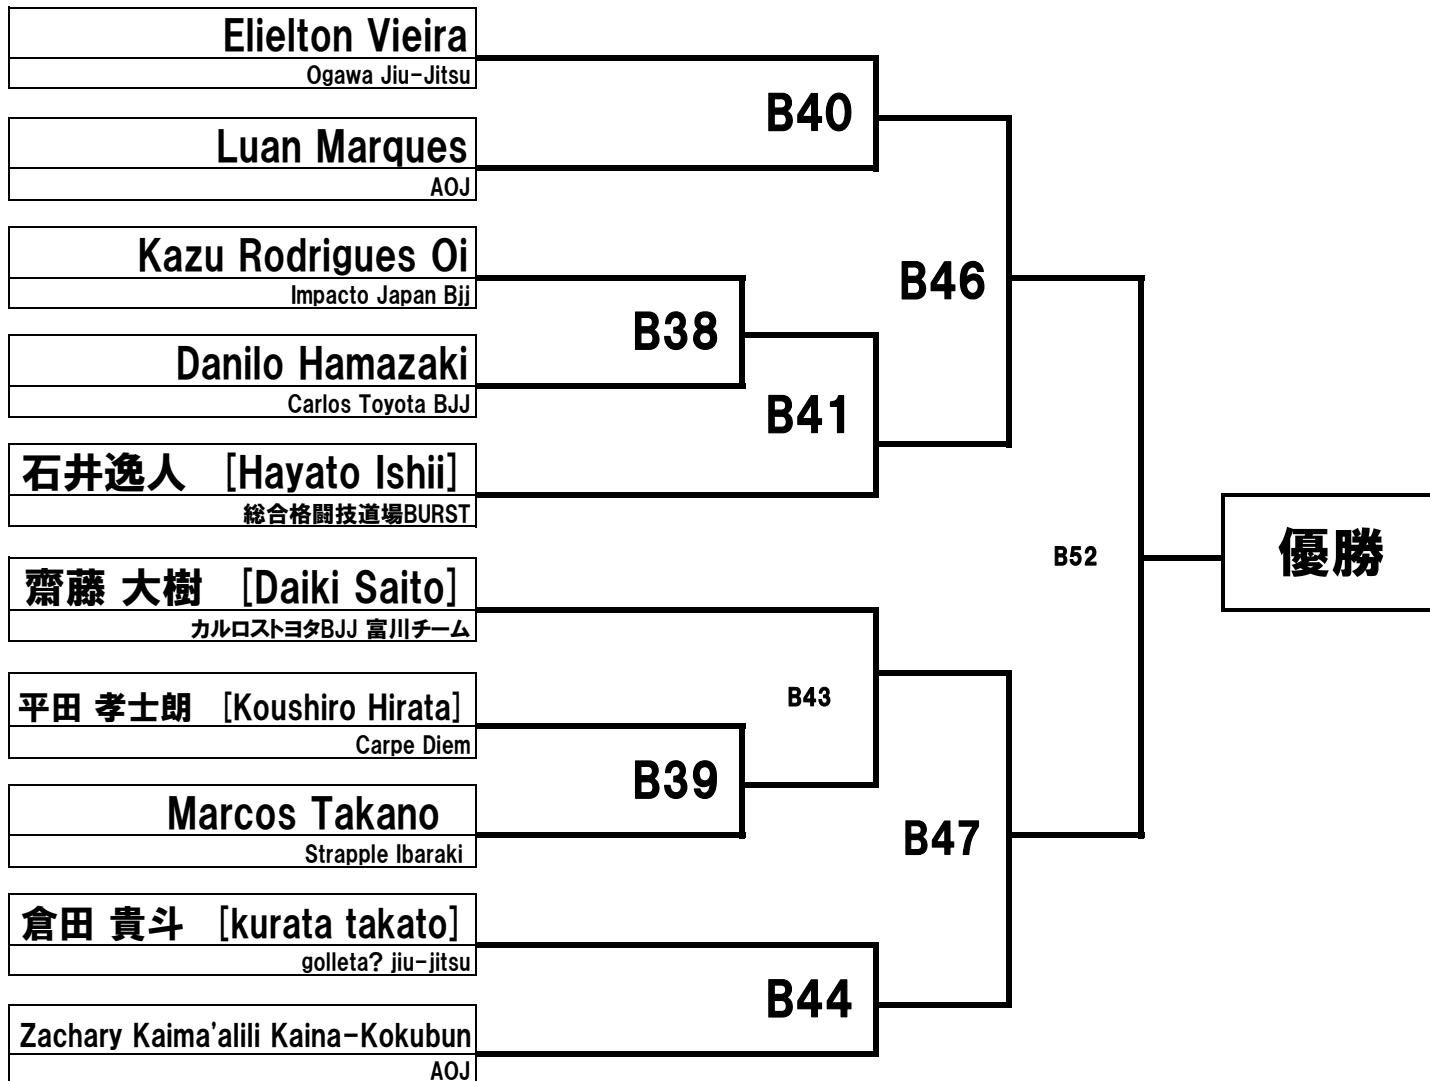 Elielton Vieira
Ogawa Jiu-Jitsu
B40
Luan Marques
AOJ
Kazu Rodrigues Oi
Impacto Japan Bjj
B46
B38
Danilo Hamazaki
Carlos Toyota BJJ
B41
石井逸人 [Hayato Ishii]
総合格闘技道場BURST
B52
優勝
齋藤 大樹 [Daiki Saito]
カルロストヨタBJJ 富川チーム
B43
平田 孝士朗 [Koushiro Hirata]
Carpe Diem
B39
Marcos Takano
Strapple Ibaraki
B47
倉田 貴斗 [kurata takato]
golleta? jiu-jitsu
B44
Zachary Kaima'alili Kaina-Kokubun
AOJ